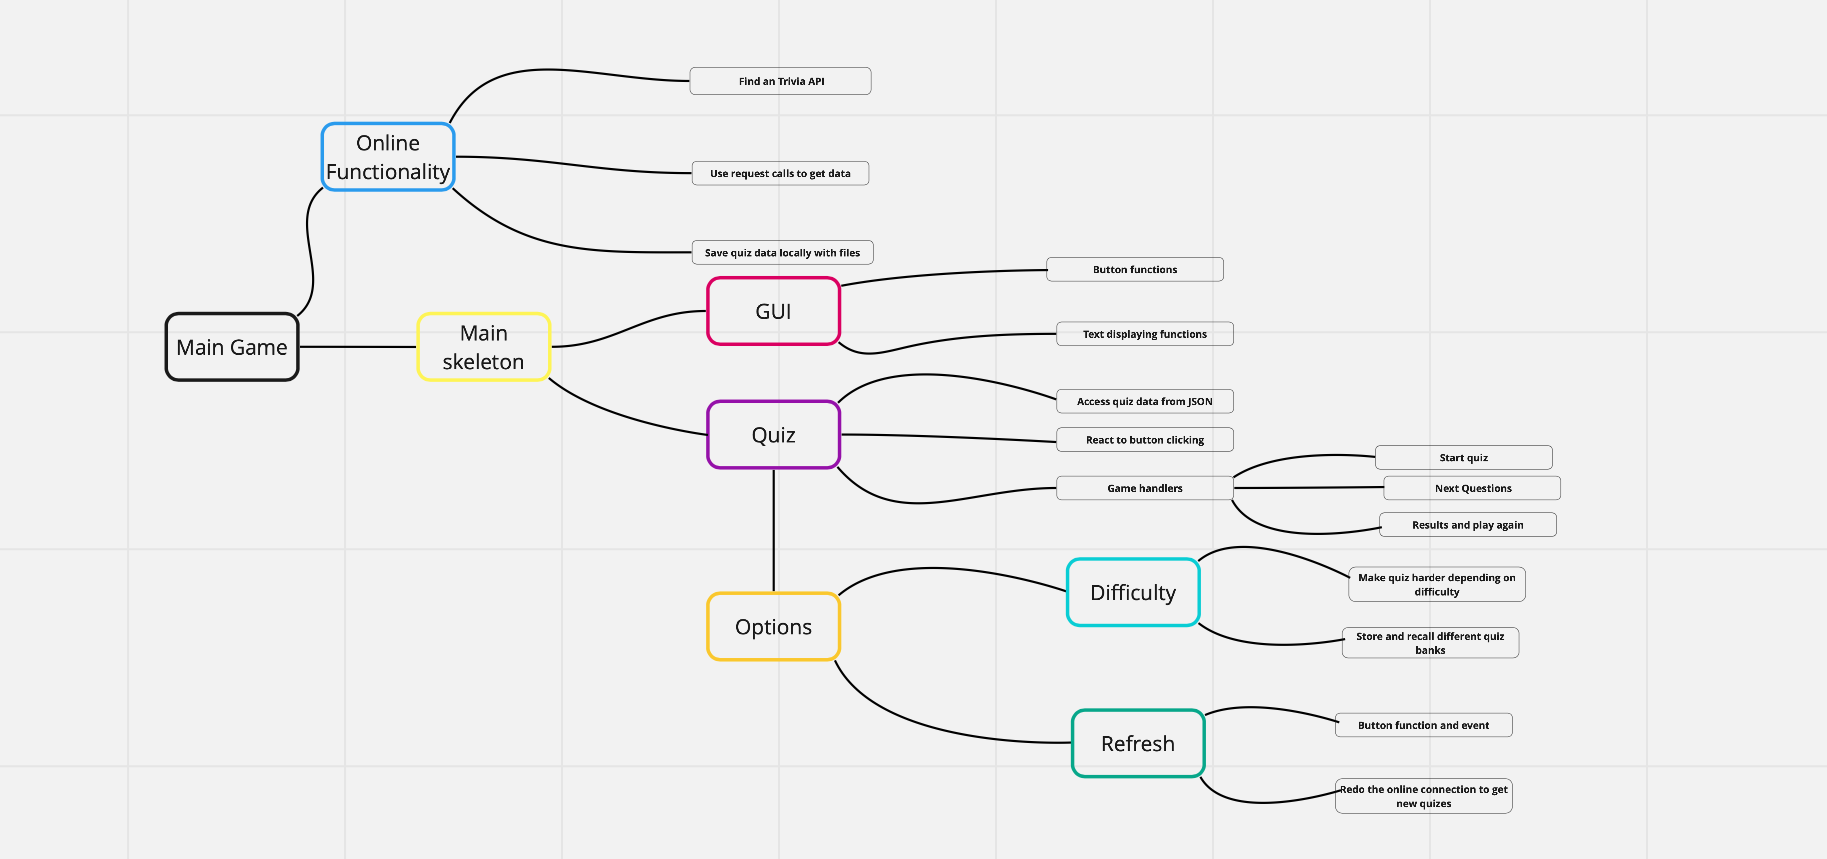 Find an Trivia API
Online
Functionality
Use request calls to get data
Save quiz data locally with files
Main Game
Main
skeleton
GUI
Button functions
Text displaying functions
Quiz
Access quiz data from JSON
React to button clicking
Game handlers
Start quiz
Next Questions
Results and play again
Options
Difficulty
Make quiz harder depending on
difficulty
Store and recall different quiz
banks
Refresh
Button function and event
Redo the online connection to get
new quizes